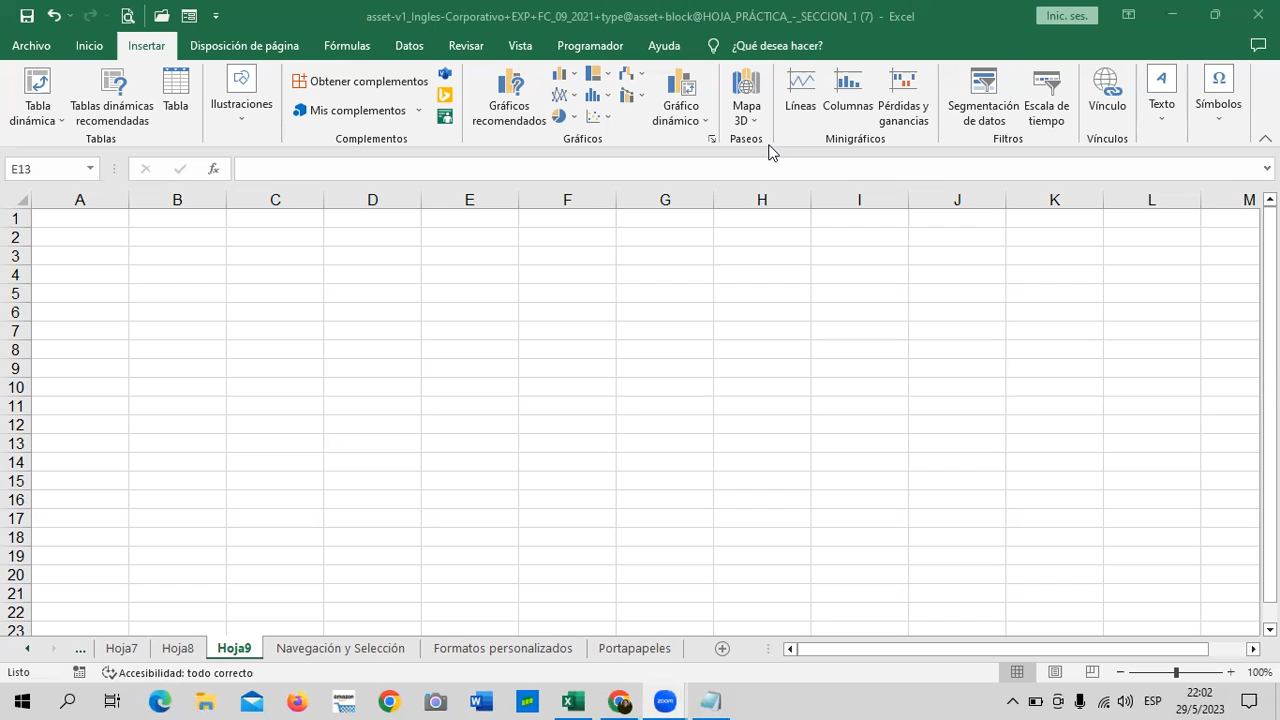 asset-v1_Ingles-Corporativo+EXP+FC_09_2021+type@asset+block@HOJA_PRÁCTICA_-_SECCION_1 (7) - Excel
Inic. ses.
Archivo Inicio Insertar Disposición de página Fórmulas Datos Revisar Vista Programador Ayuda ¿Qué desea hacer?
Tabla dinámica
Tablas dinámicas recomendadas
Tabla
Tablas
Ilustraciones
Obtener complementos
Mis complementos
Complementos
Gráficos recomendados
Gráfico dinámico
Gráficos
Mapa 3D
Paseos
Líneas
Columnas
Pérdidas y ganancias
Minigráficos
Segmentación de datos
Escala de tiempo
Filtros
Vínculo
Vínculos
Texto
Símbolos
E13 fx
A B C D E F G H I J K L M
1
2
3
4
5
6
7
8
9
10
11
12
13
14
15
16
17
18
19
20
21
22
23
... Hoja7 Hoja8 Hoja9 Navegación y Selección Formatos personalizados Portapapeles
Listo Accesibilidad: todo correcto 100%
zoom ESP 22:02
29/5/2023